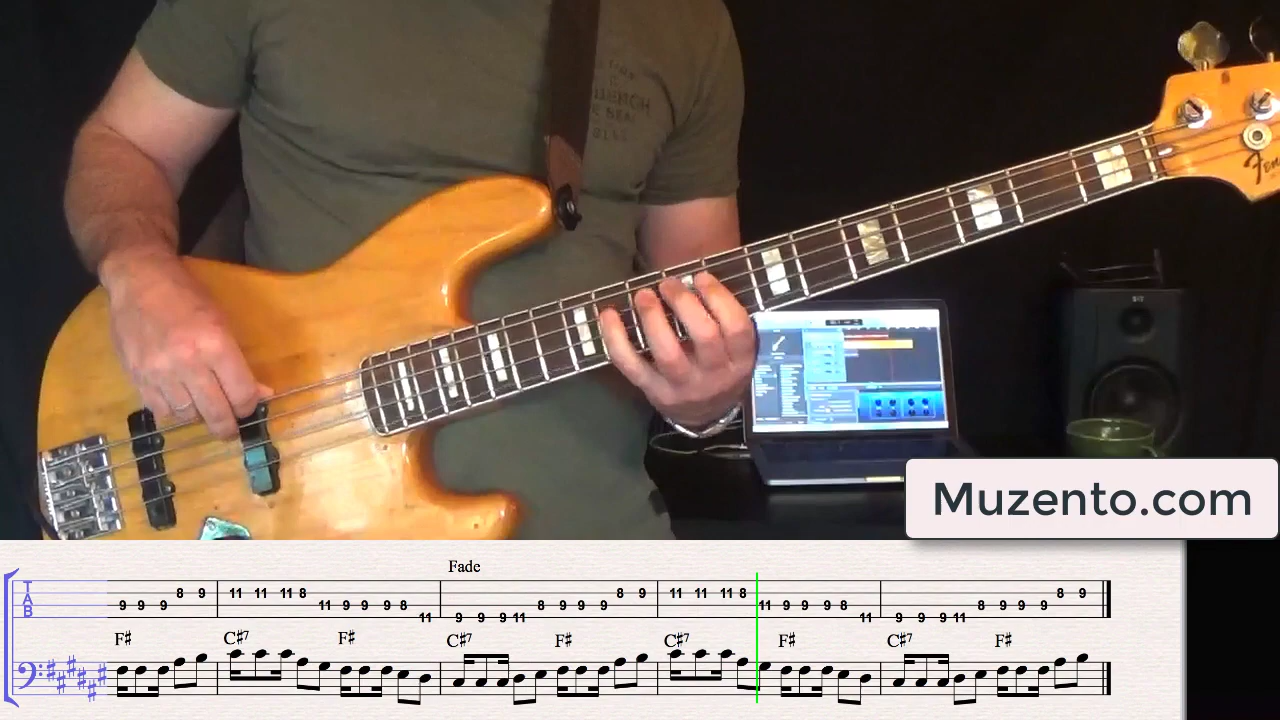 Muzento.com
Fade
T
A
B
8 9 11 11 11 8 8 9 11 11 11 8 8 9
9 9 9 11 9 9 9 8 8 9 9 9 11 9 9 9 8 8 9 9 9
11 9 9 9 11 11 9 9 9 11
F# C#7 F# C#7 F# C#7 F# C#7 F#